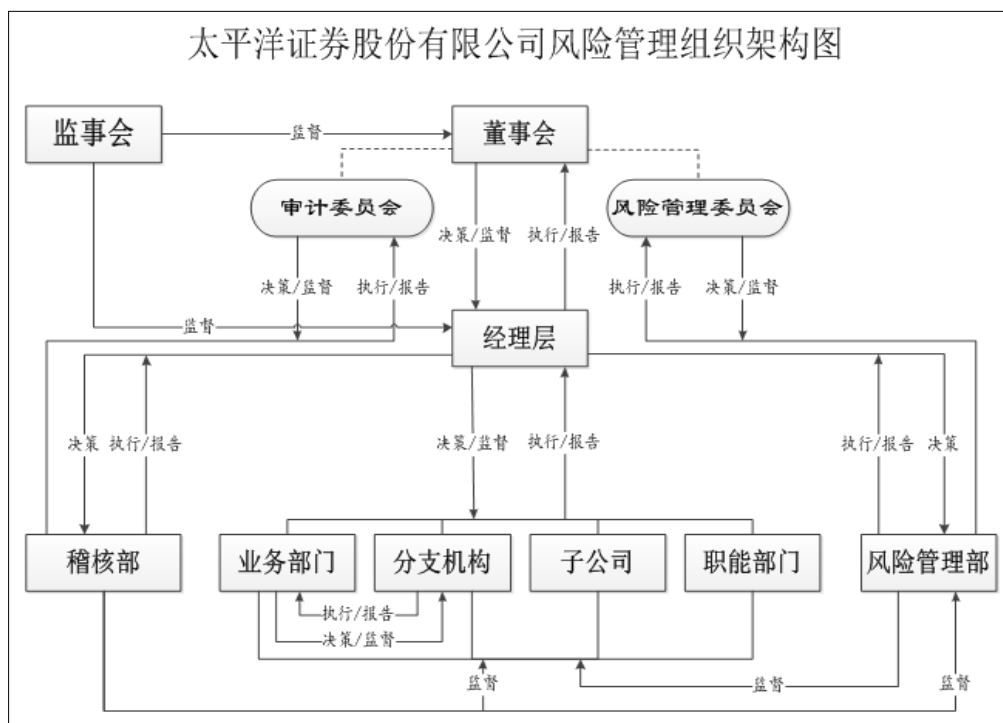 太平洋证券股份有限公司风险管理组织架构图
监事会
监督
董事会
审计委员会
风险管理委员会
决策/监督
执行/报告
决策/监督
执行/报告
执行/报告
决策/监督
监督
经理层
决策
执行/报告
决策/监督
执行/报告
执行/报告
决策
稽核部
业务部门
分支机构
子公司
职能部门
风险管理部
执行/报告
决策/监督
监督
监督
监督